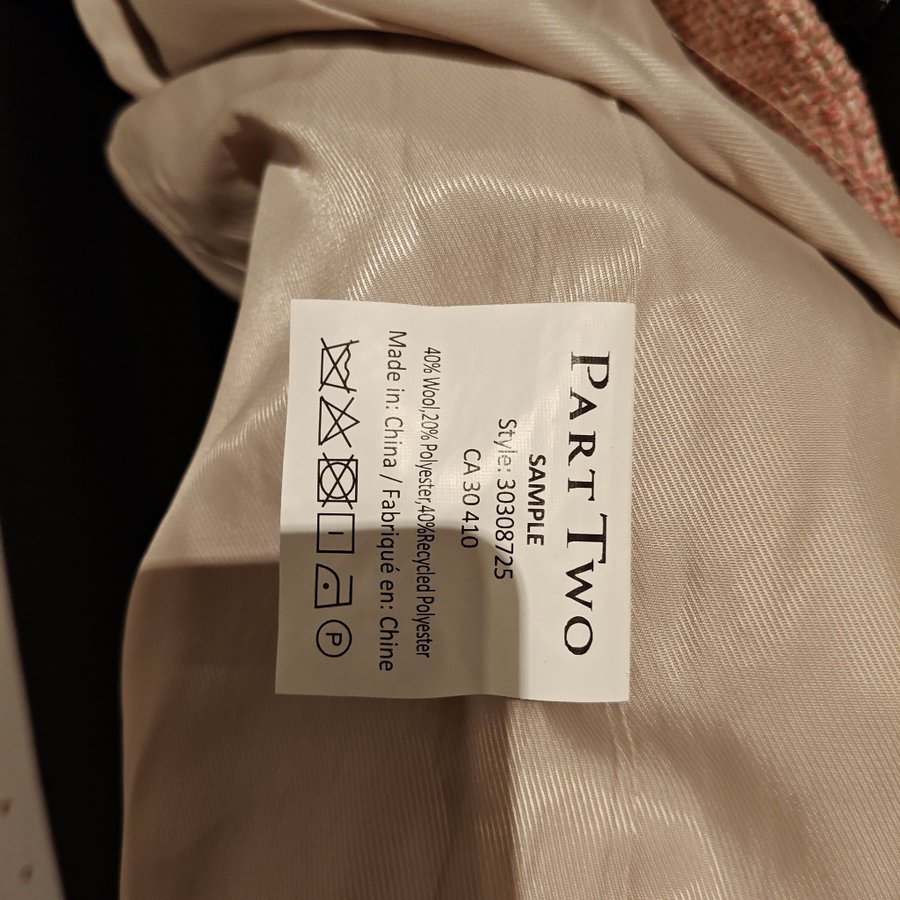 PART TWO
SAMPLE
Style: 30308725
CA 30 410
40% Wool,20% Polyester,40%Recycled Polyester
Made in: China / Fabriqué en: Chine
P